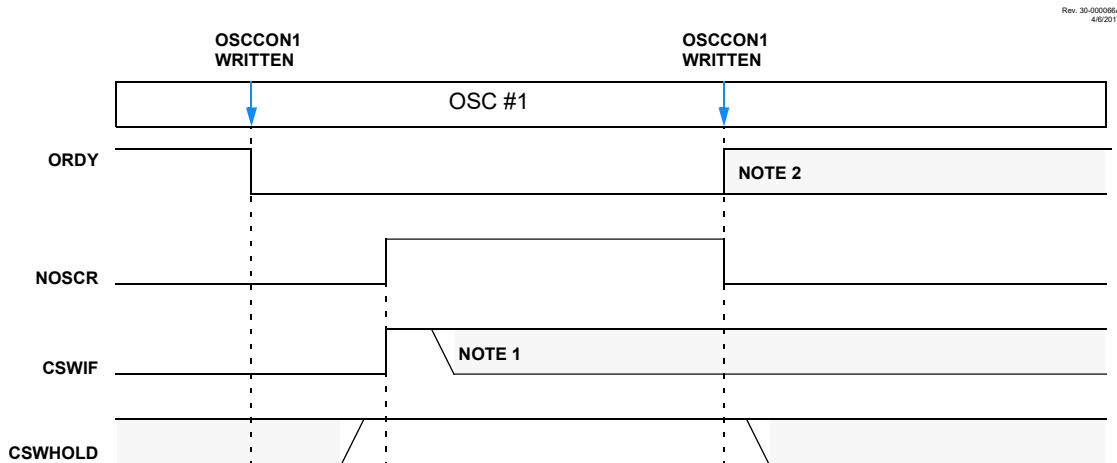 Rev. 30-000066
4/6/201
OSCCON1
WRITTEN
OSCCON1
WRITTEN
OSC #1
ORDY
NOTE 2
NOSCR
CSWIF
NOTE 1
CSWHOLD